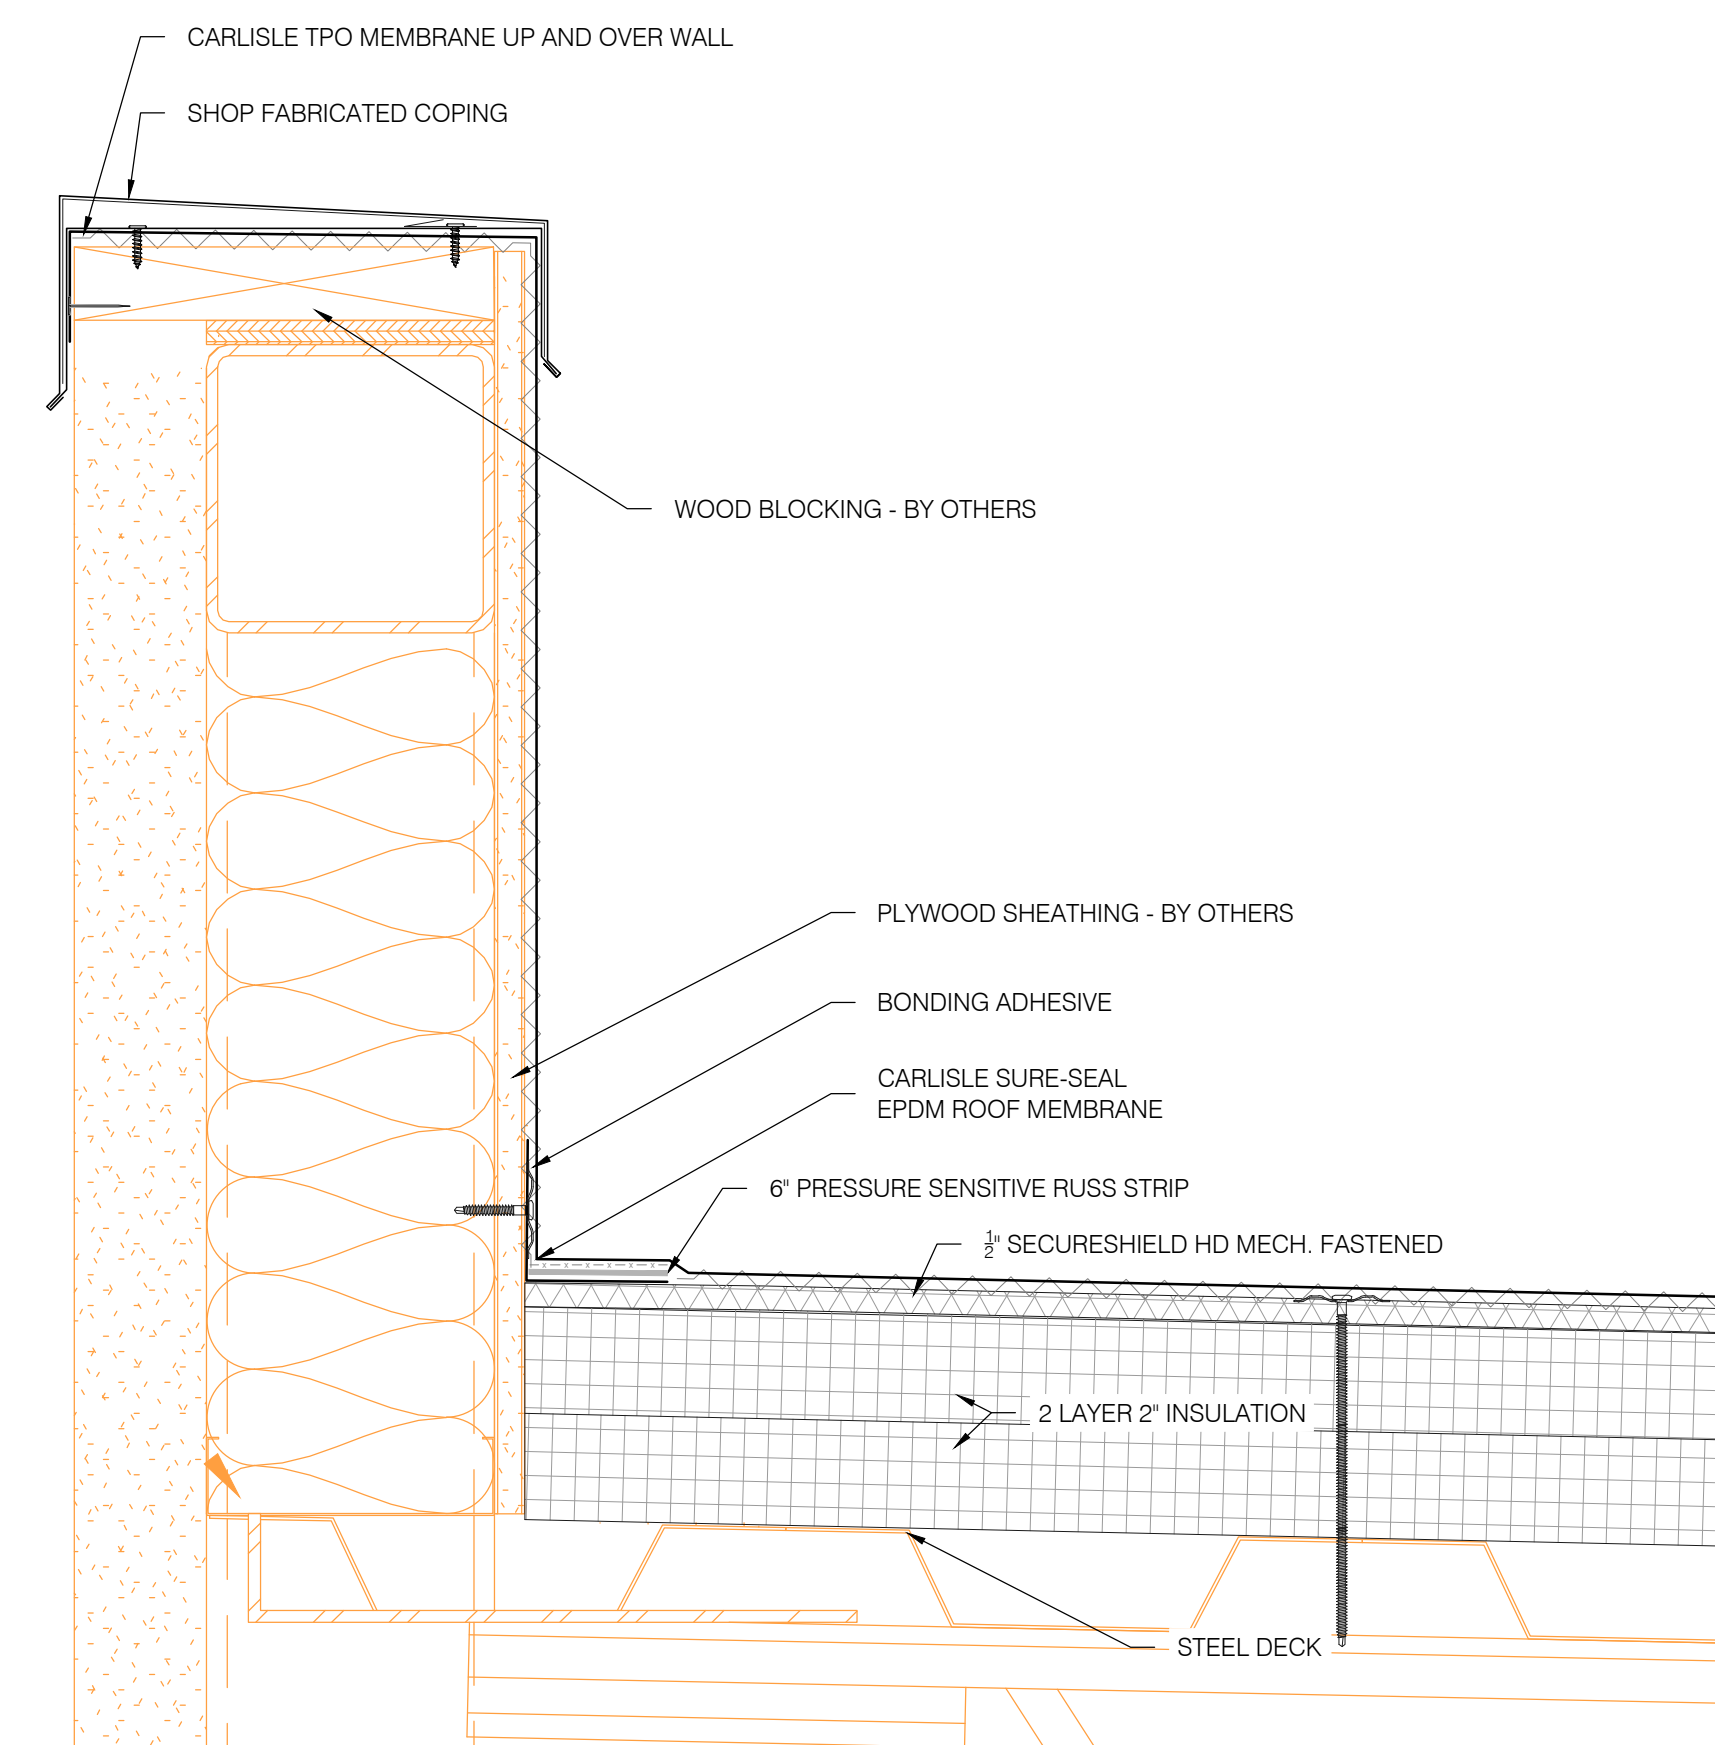 CARLISLE TPO MEMBRANE UP AND OVER WALL
SHOP FABRICATED COPING
WOOD BLOCKING - BY OTHERS
PLYWOOD SHEATHING - BY OTHERS
BONDING ADHESIVE
CARLISLE SURE-SEAL
EPDM ROOF MEMBRANE
6" PRESSURE SENSITIVE RUSS STRIP
1/2" SECURESHIELD HD MECH. FASTENED
2 LAYER 2" INSULATION
STEEL DECK